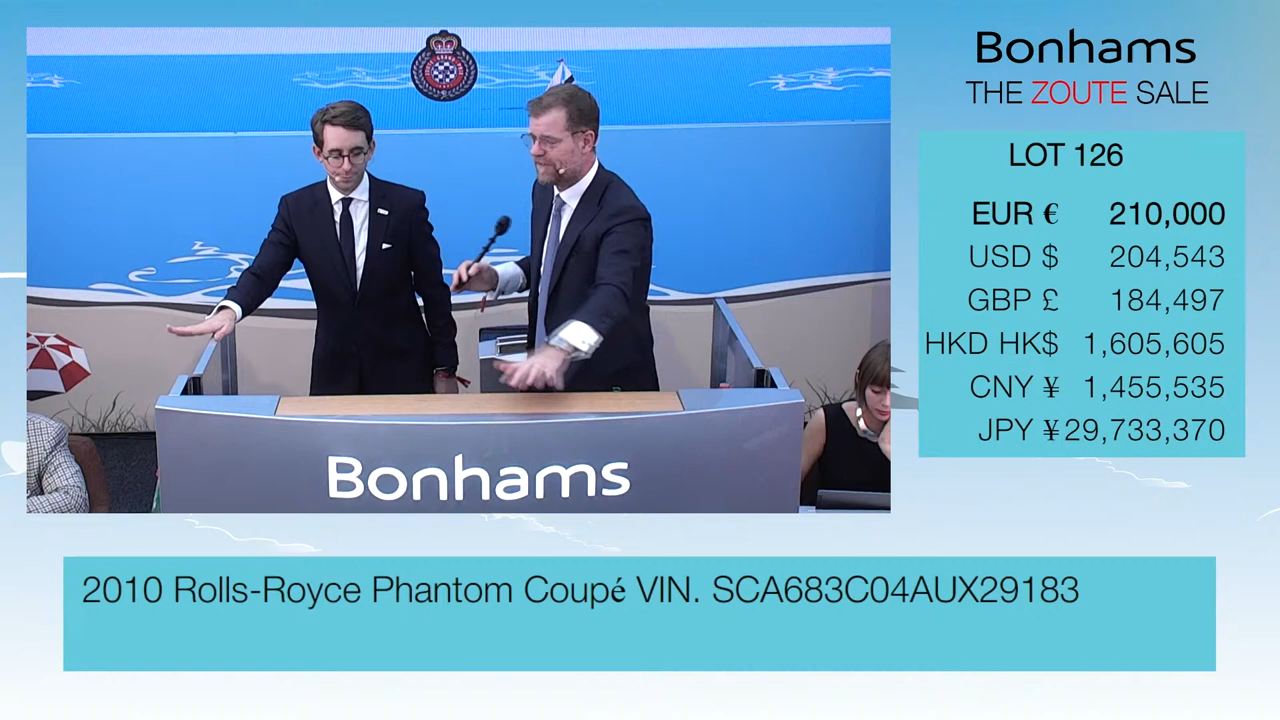 Bonhams
THE ZOUTE SALE
LOT 126
EUR € 210,000
USD $ 204,543
GBP £ 184,497
HKD HK$ 1,605,605
CNY ¥ 1,455,535
JPY ¥ 29,733,370
Bonhams
2010 Rolls-Royce Phantom Coupé VIN. SCA683C04AUX29183